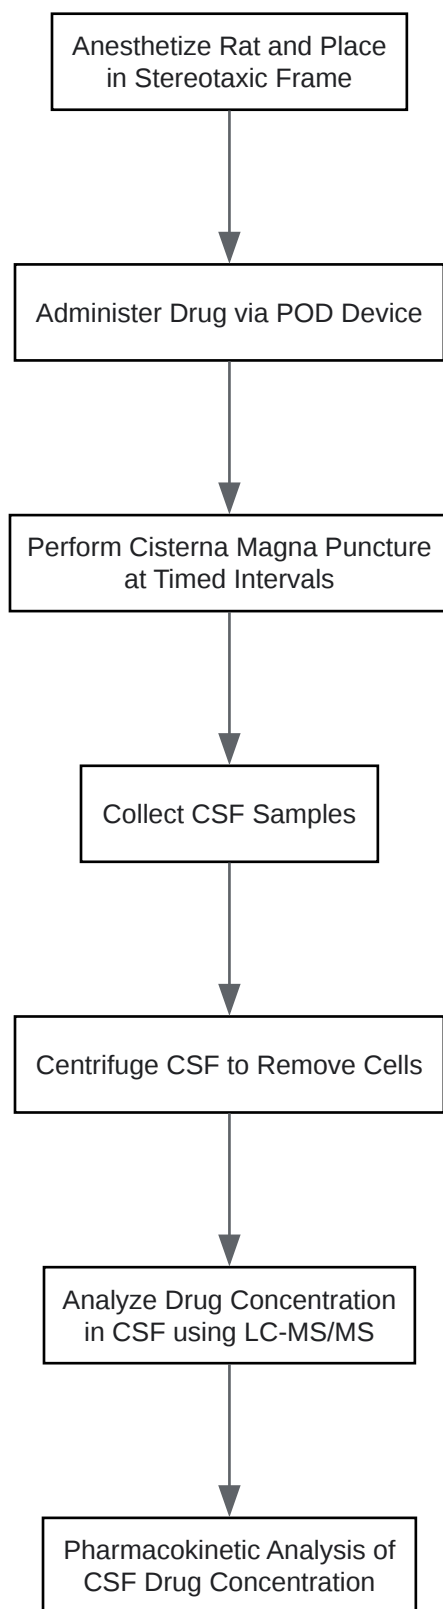 Anesthetize Rat and Place
in Stereotaxic Frame
Administer Drug via POD Device
Perform Cisterna Magna Puncture
at Timed Intervals
Collect CSF Samples
Centrifuge CSF to Remove Cells
Analyze Drug Concentration
in CSF using LC-MS/MS
Pharmacokinetic Analysis of
CSF Drug Concentration